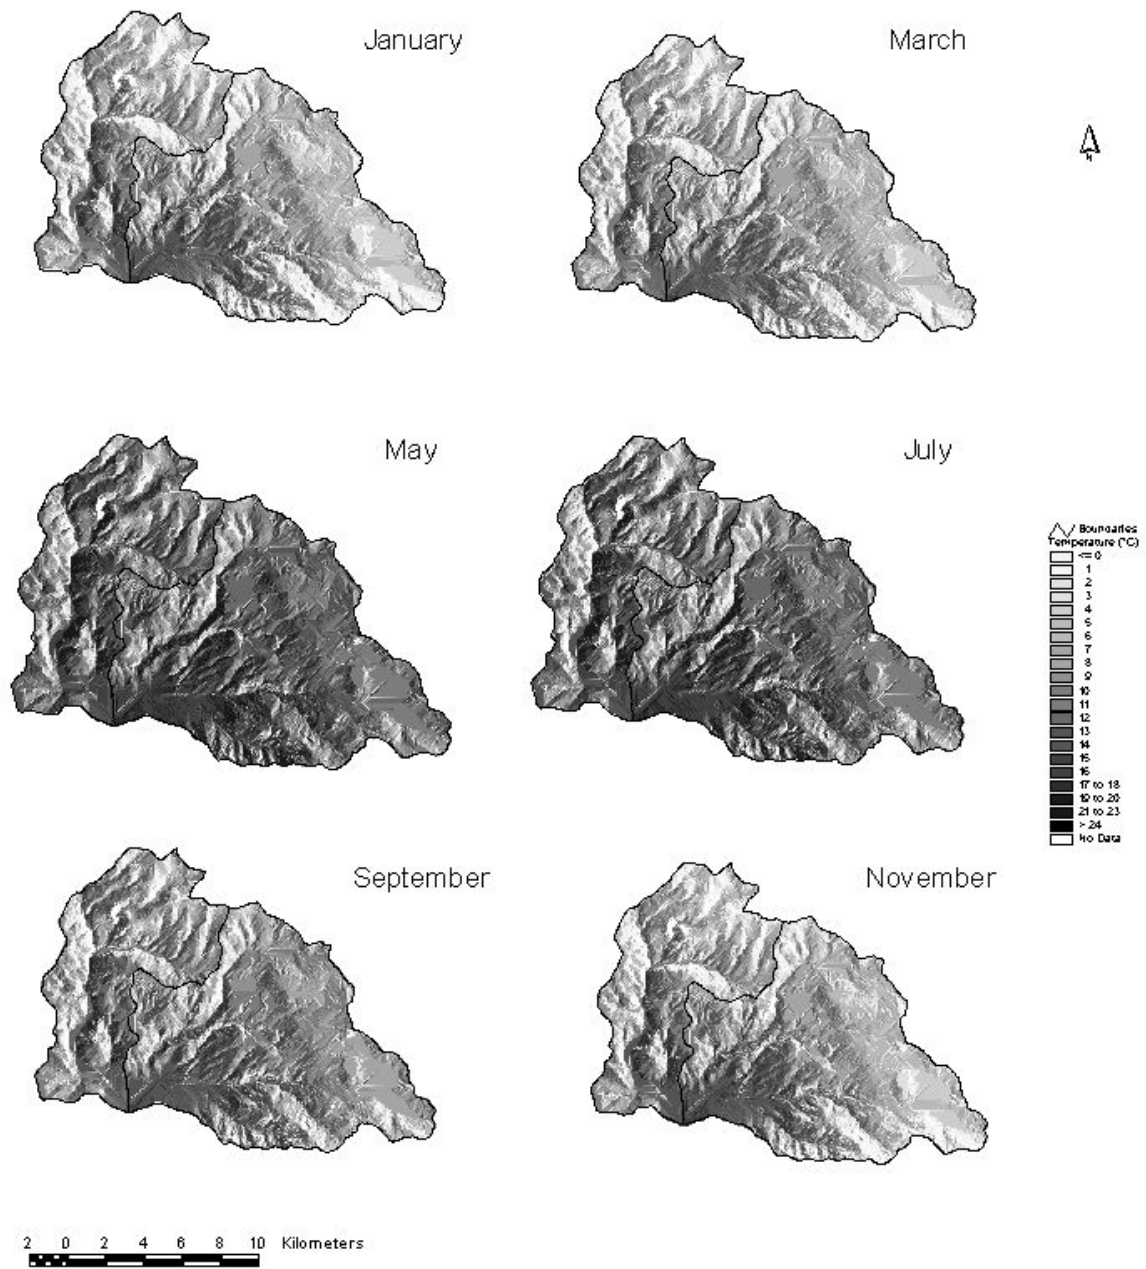 January
March
N
May
July
Boundaries
Temperature (°C)
<= 0
1
2
3
4
5
6
7
8
9
10
11
12
13
14
15
16
17 to 18
19 to 20
21 to 23
> 24
No Data
September
November
2 0 2 4 6 8 10 Kilometers